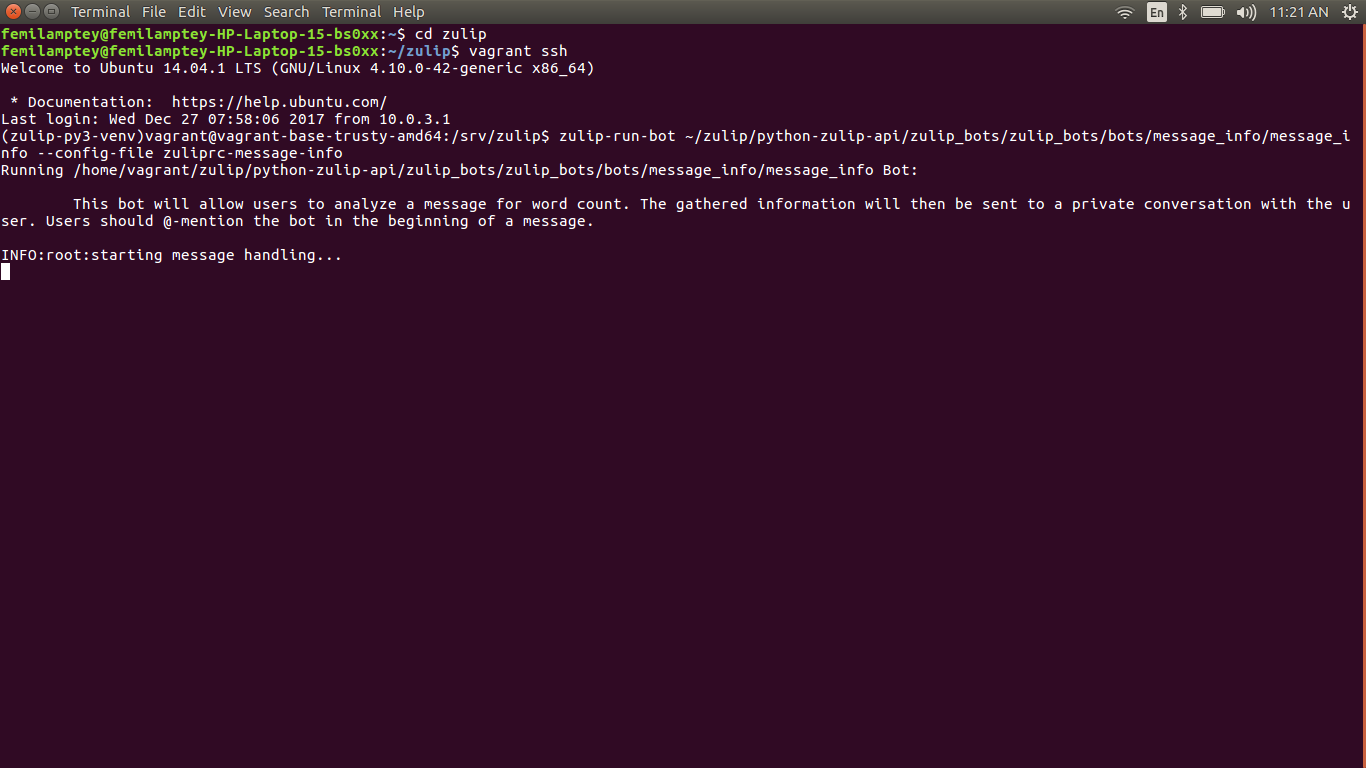 Terminal File Edit View Search Terminal Help En 11:21 AN
femilamptey@femilamptey-HP-Laptop-15-bs0xx:~$ cd zulip
femilamptey@femilamptey-HP-Laptop-15-bs0xx:~/zulip$ vagrant ssh
Welcome to Ubuntu 14.04.1 LTS (GNU/Linux 4.10.0-42-generic x86_64)
 * Documentation:  https://help.ubuntu.com/
Last login: Wed Dec 27 07:58:06 2017 from 10.0.3.1
(zulip-py3-venv)vagrant@vagrant-base-trusty-amd64:/srv/zulip$ zulip-run-bot ~/zulip/python-zulip-api/zulip_bots/zulip_bots/bots/message_info/message_i
nfo --config-file zuliprc-message-info
Running /home/vagrant/zulip/python-zulip-api/zulip_bots/zulip_bots/bots/message_info/message_info Bot:
        This bot will allow users to analyze a message for word count. The gathered information will then be sent to a private conversation with the u
ser. Users should @-mention the bot in the beginning of a message.
INFO:root:starting message handling...